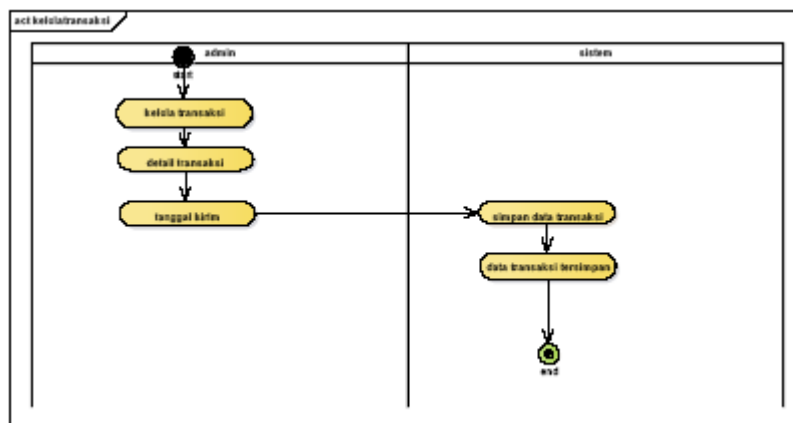 act kelolatransaksi
admin
sistem
start
kelola transaksi
detail transaksi
tanggal kirim
simpan data transaksi
data transaksi tersimpan
end